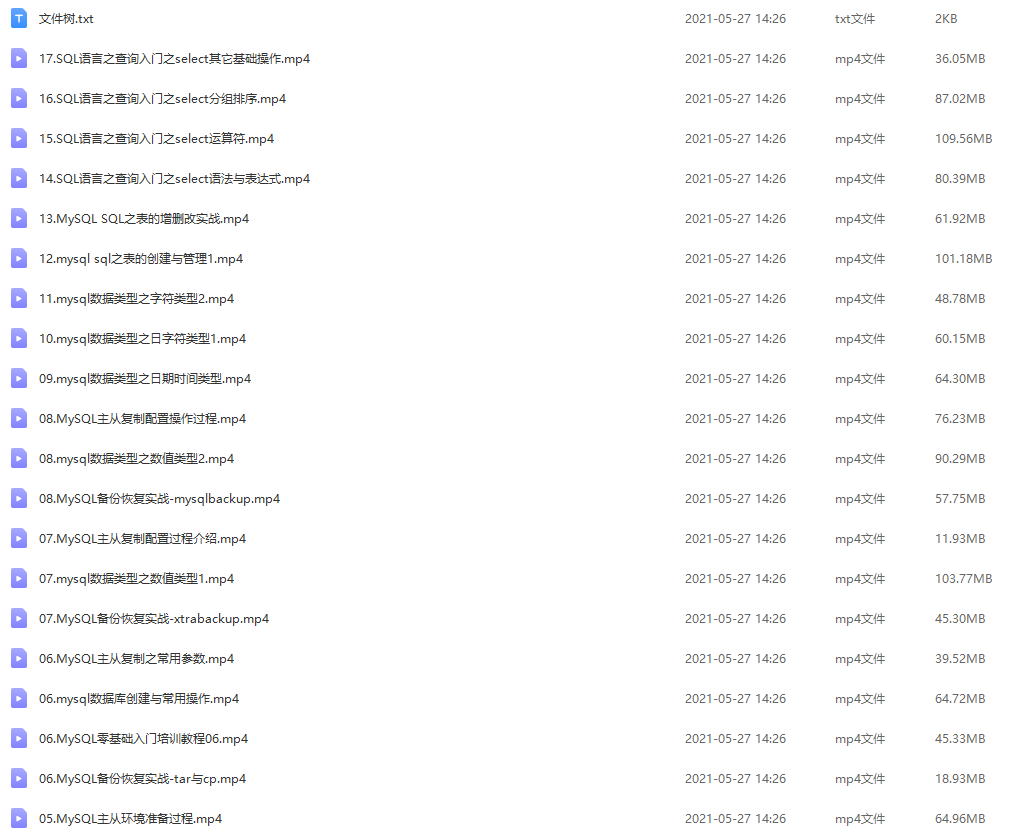 文件树.txt 2021-05-27 14:26 txt文件 2KB
17.SQL语言之查询入门之select其它基础操作.mp4 2021-05-27 14:26 mp4文件 36.05MB
16.SQL语言之查询入门之select分组排序.mp4 2021-05-27 14:26 mp4文件 87.02MB
15.SQL语言之查询入门之select运算符.mp4 2021-05-27 14:26 mp4文件 109.56MB
14.SQL语言之查询入门之select语法与表达式.mp4 2021-05-27 14:26 mp4文件 80.39MB
13.MySQL SQL之表的增删改实战.mp4 2021-05-27 14:26 mp4文件 61.92MB
12.mysql sql之表的创建与管理1.mp4 2021-05-27 14:26 mp4文件 101.18MB
11.mysql数据类型之字符类型2.mp4 2021-05-27 14:26 mp4文件 48.78MB
10.mysql数据类型之日字符类型1.mp4 2021-05-27 14:26 mp4文件 60.15MB
09.mysql数据类型之日期时间类型.mp4 2021-05-27 14:26 mp4文件 64.30MB
08.MySQL主从复制配置操作过程.mp4 2021-05-27 14:26 mp4文件 76.23MB
08.mysql数据类型之数值类型2.mp4 2021-05-27 14:26 mp4文件 90.29MB
08.MySQL备份恢复实战-mysqlbackup.mp4 2021-05-27 14:26 mp4文件 57.75MB
07.MySQL主从复制配置过程介绍.mp4 2021-05-27 14:26 mp4文件 11.93MB
07.mysql数据类型之数值类型1.mp4 2021-05-27 14:26 mp4文件 103.77MB
07.MySQL备份恢复实战-xtrabackup.mp4 2021-05-27 14:26 mp4文件 45.30MB
06.MySQL主从复制之常用参数.mp4 2021-05-27 14:26 mp4文件 39.52MB
06.mysql数据库创建与常用操作.mp4 2021-05-27 14:26 mp4文件 64.72MB
06.MySQL零基础入门培训教程06.mp4 2021-05-27 14:26 mp4文件 45.33MB
06.MySQL备份恢复实战-tar与cp.mp4 2021-05-27 14:26 mp4文件 18.93MB
05.MySQL主从环境准备过程.mp4 2021-05-27 14:26 mp4文件 64.96MB